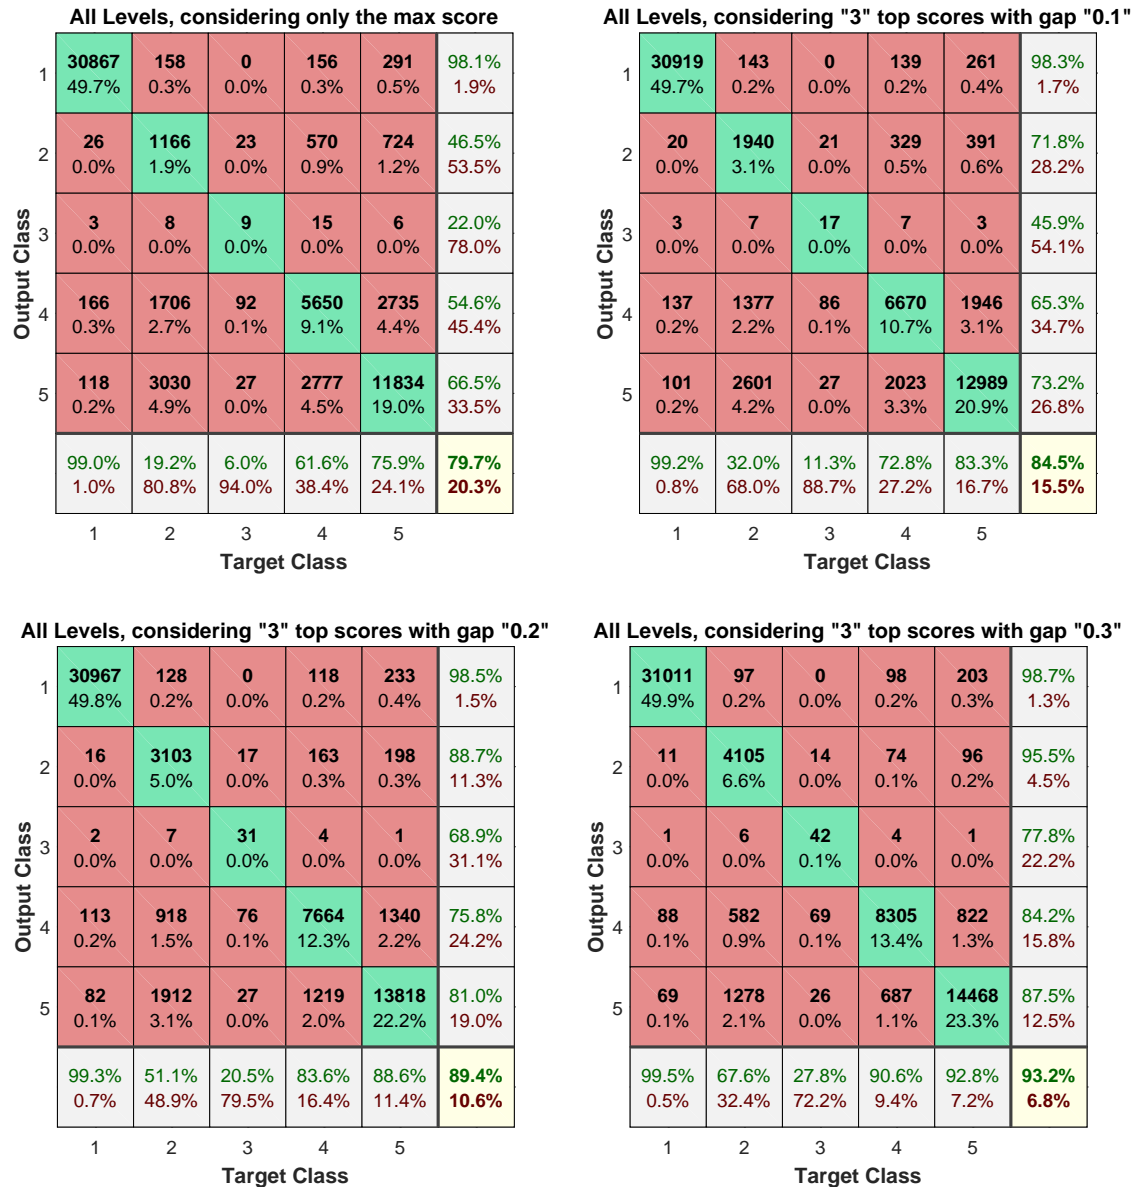 All Levels, considering only the max score
Output Class
1
30867 158 0 156 291 98.1%
49.7% 0.3% 0.0% 0.3% 0.5% 1.9%
2
26 1166 23 570 724 46.5%
0.0% 1.9% 0.0% 0.9% 1.2% 53.5%
3
3 8 9 15 6 22.0%
0.0% 0.0% 0.0% 0.0% 0.0% 78.0%
4
166 1706 92 5650 2735 54.6%
0.3% 2.7% 0.1% 9.1% 4.4% 45.4%
5
118 3030 27 2777 11834 66.5%
0.2% 4.9% 0.0% 4.5% 19.0% 33.5%
99.0% 19.2% 6.0% 61.6% 75.9% 79.7%
1.0% 80.8% 94.0% 38.4% 24.1% 20.3%
1 2 3 4 5
Target Class
All Levels, considering "3" top scores with gap "0.1"
Output Class
1
30919 143 0 139 261 98.3%
49.7% 0.2% 0.0% 0.2% 0.4% 1.7%
2
20 1940 21 329 391 71.8%
0.0% 3.1% 0.0% 0.5% 0.6% 28.2%
3
3 7 17 7 3 45.9%
0.0% 0.0% 0.0% 0.0% 0.0% 54.1%
4
137 1377 86 6670 1946 65.3%
0.2% 2.2% 0.1% 10.7% 3.1% 34.7%
5
101 2601 27 2023 12989 73.2%
0.2% 4.2% 0.0% 3.3% 20.9% 26.8%
99.2% 32.0% 11.3% 72.8% 83.3% 84.5%
0.8% 68.0% 88.7% 27.2% 16.7% 15.5%
1 2 3 4 5
Target Class
All Levels, considering "3" top scores with gap "0.2"
Output Class
1
30967 128 0 118 233 98.5%
49.8% 0.2% 0.0% 0.2% 0.4% 1.5%
2
16 3103 17 163 198 88.7%
0.0% 5.0% 0.0% 0.3% 0.3% 11.3%
3
2 7 31 4 1 68.9%
0.0% 0.0% 0.0% 0.0% 0.0% 31.1%
4
113 918 76 7664 1340 75.8%
0.2% 1.5% 0.1% 12.3% 2.2% 24.2%
5
82 1912 27 1219 13818 81.0%
0.1% 3.1% 0.0% 2.0% 22.2% 19.0%
99.3% 51.1% 20.5% 83.6% 88.6% 89.4%
0.7% 48.9% 79.5% 16.4% 11.4% 10.6%
1 2 3 4 5
Target Class
All Levels, considering "3" top scores with gap "0.3"
Output Class
1
31011 97 0 98 203 98.7%
49.9% 0.2% 0.0% 0.2% 0.3% 1.3%
2
11 4105 14 74 96 95.5%
0.0% 6.6% 0.0% 0.1% 0.2% 4.5%
3
1 6 42 4 1 77.8%
0.0% 0.0% 0.1% 0.0% 0.0% 22.2%
4
88 582 69 8305 822 84.2%
0.1% 0.9% 0.1% 13.4% 1.3% 15.8%
5
69 1278 26 687 14468 87.5%
0.1% 2.1% 0.0% 1.1% 23.3% 12.5%
99.5% 67.6% 27.8% 90.6% 92.8% 93.2%
0.5% 32.4% 72.2% 9.4% 7.2% 6.8%
1 2 3 4 5
Target Class